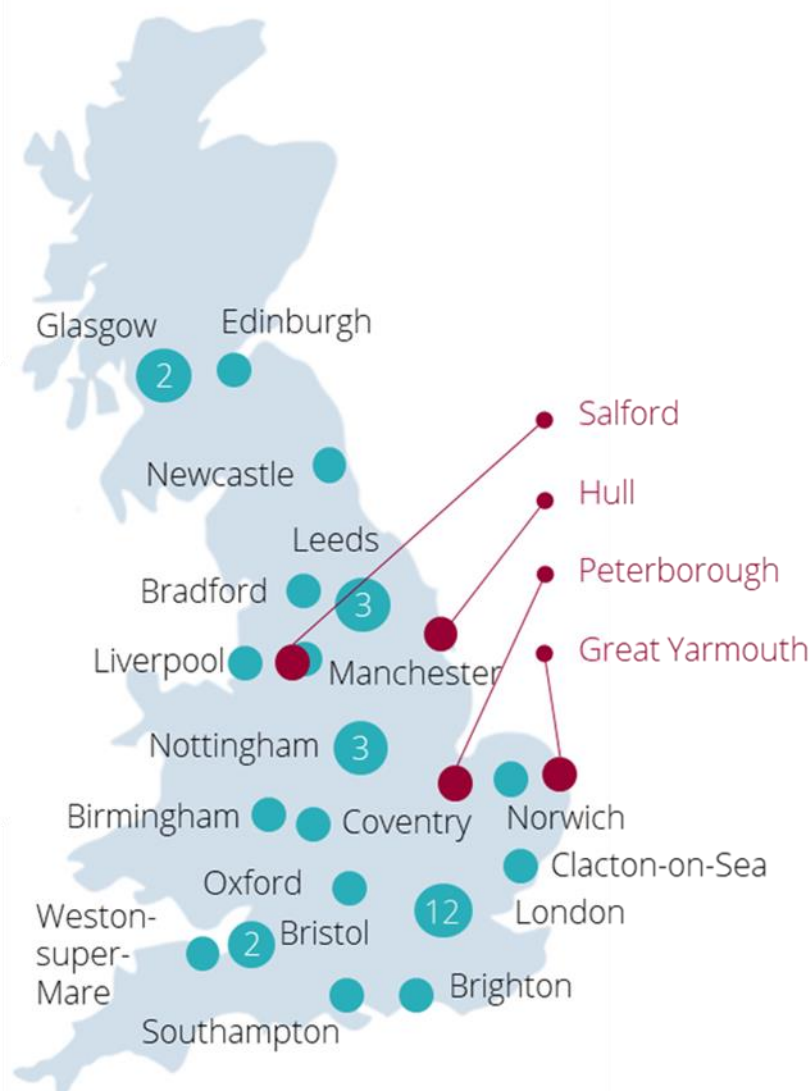 Glasgow
Edinburgh
2
Salford
Newcastle
Hull
Leeds
Peterborough
Bradford
3
Great Yarmouth
Liverpool
Manchester
Nottingham
3
Birmingham
Coventry
Norwich
Clacton-on-Sea
Oxford
12
London
Weston-
super-
Mare
2
Bristol
Brighton
Southampton